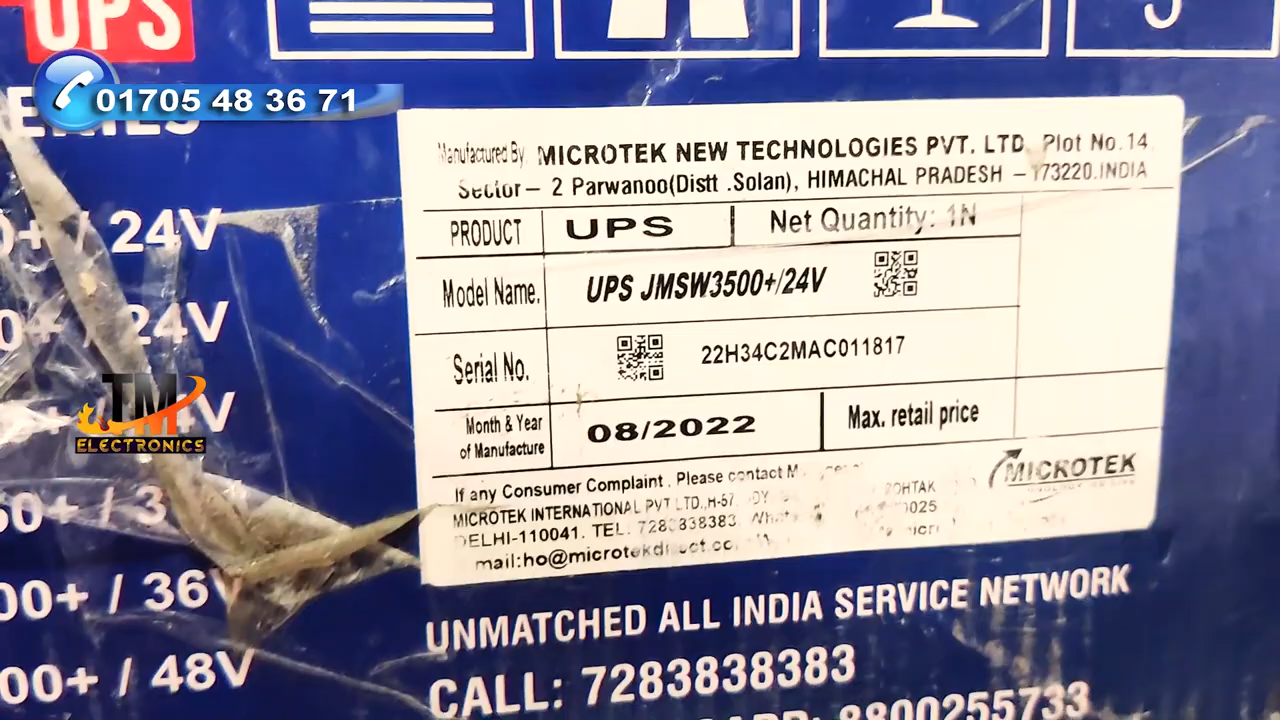 UPS
01705 48 36 71
/ 24V
/ 24V
TM
ELECTRONICS
00+ / 36V
00+ / 48V
Manufactured By. MICROTEK NEW TECHNOLOGIES PVT. LTD. Plot No.14,
Sector – 2 Parwanoo(Distt .Solan), HIMACHAL PRADESH – 173220.INDIA
PRODUCT UPS Net Quantity: 1N
Model Name. UPS JMSW3500+/24V
Serial No. 22H34C2MAC011817
Month & Year
of Manufacture 08/2022 Max. retail price
If any Consumer Complaint , Please contact
MICROTEK INTERNATIONAL PVT LTD.,
DELHI-110041. TEL. 7283838383,
mail:ho@microtekdirect.co
MICROTEK
UNMATCHED ALL INDIA SERVICE NETWORK
CALL: 7283838383
8800255733